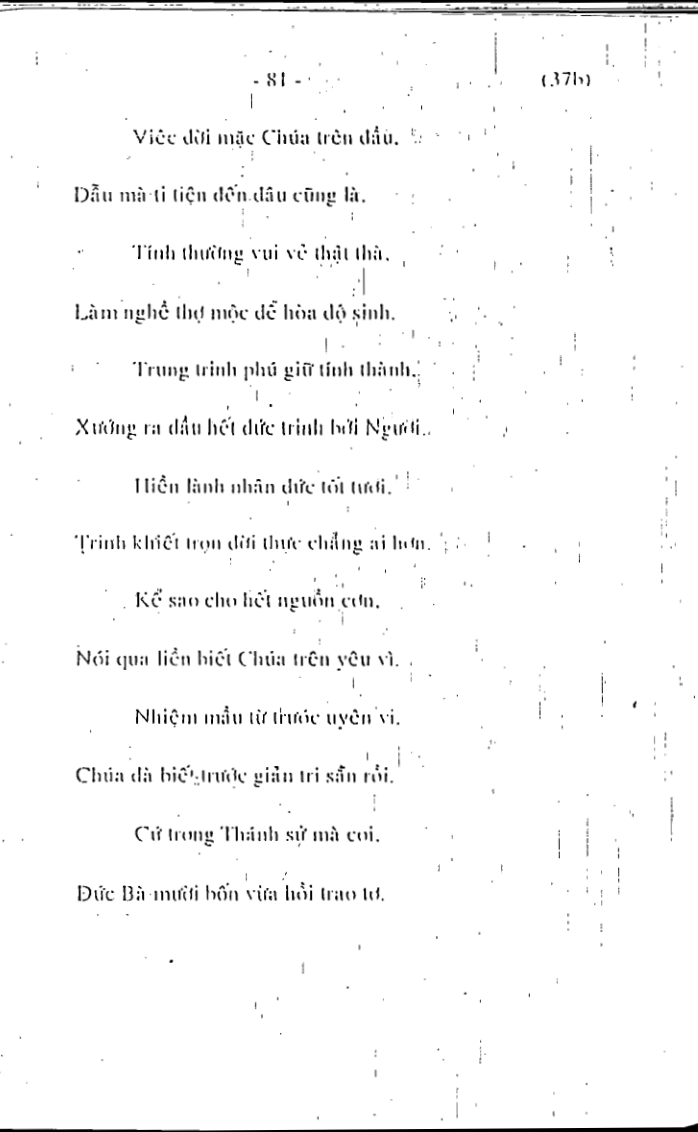 - 81 - (37b)
Viêc đời mặc Chúa trên đầu,
Dẫu mà ti tiện đến đâu cũng là.
Tính thường vui vẻ thật thà,
Làm nghề thợ mộc để hòa độ sinh.
Trung trinh phú giữ tính thành,
Xướng ra đầu hết đức trinh bởi Người.
Hiền lành nhân đức tốt tươi,
Trinh khiết trọn đời thực chẳng ai hơn.
Kể sao cho hết nguồn cơn,
Nói qua liền biết Chúa trên yêu vì.
Nhiệm mầu từ trước uyên vi,
Chúa đà biết trước giản tri sẵn rồi.
Cứ trong Thánh sử mà coi,
Đức Bà mười bốn vừa hồi trao tơ.